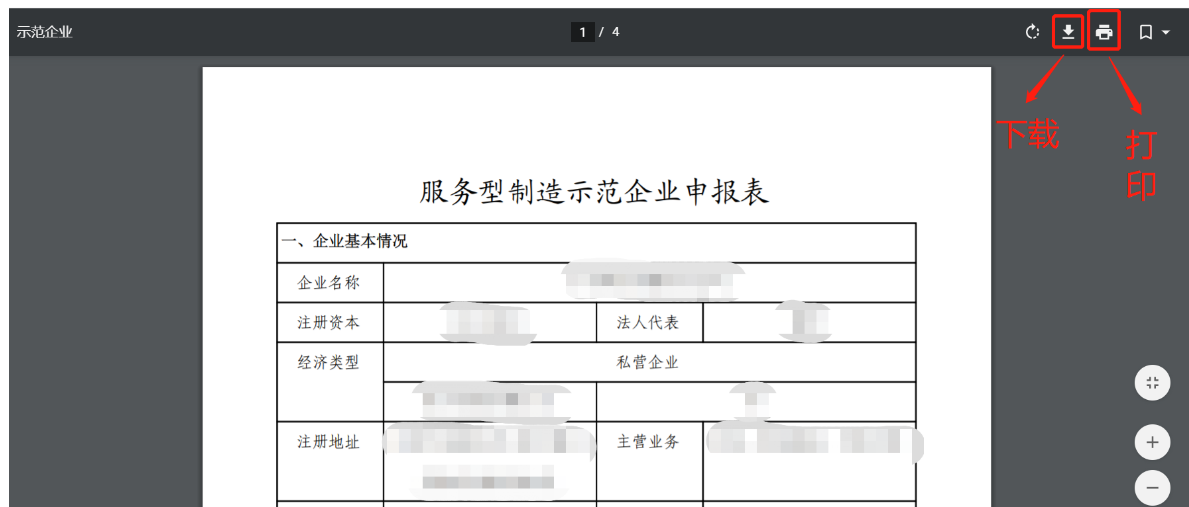 示范企业
1 / 4
下载
打
印
服务型制造示范企业申报表
一、企业基本情况
企业名称
注册资本
法人代表
经济类型
私营企业
注册地址
主营业务